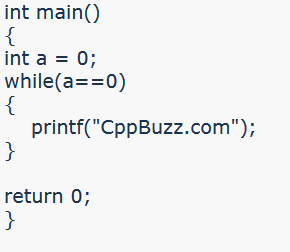 int main()
{
int a = 0;
while(a==0)
{
    printf("CppBuzz.com");
}
return 0;
}